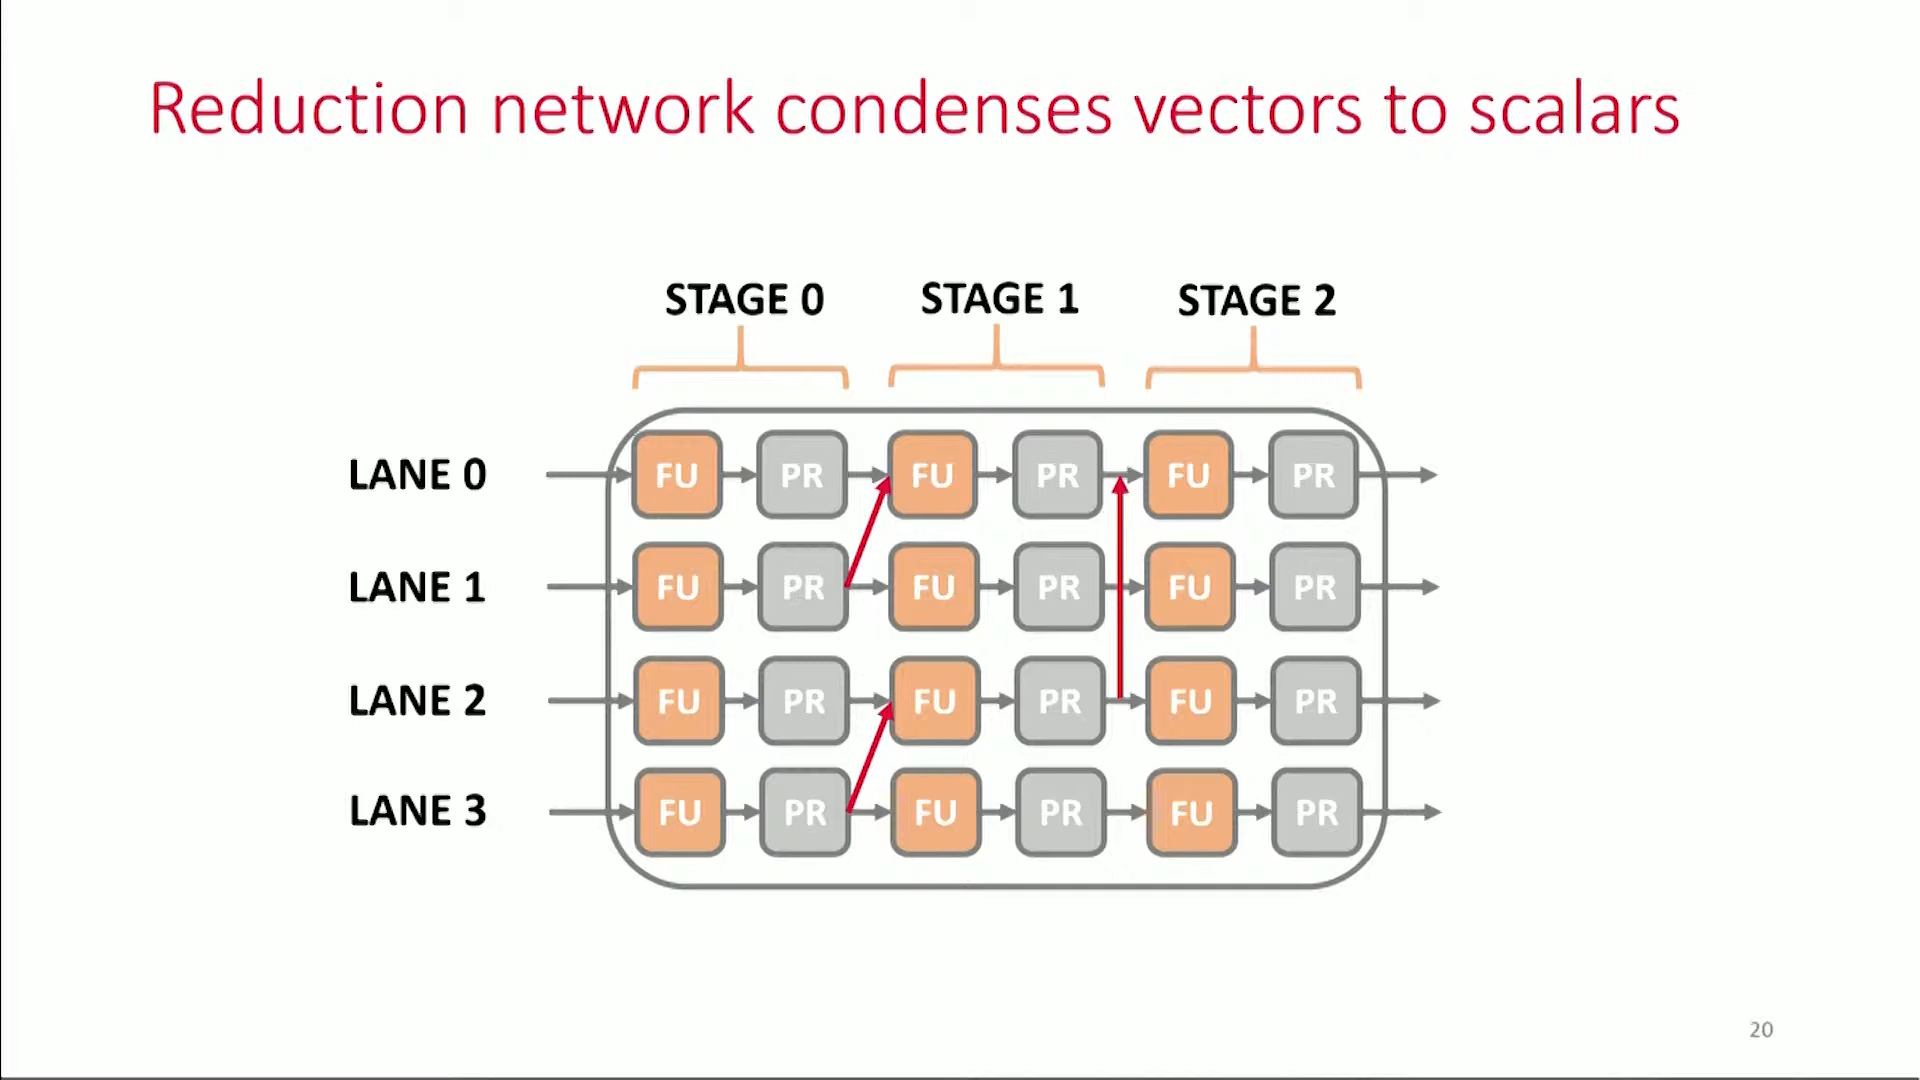 Reduction network condenses vectors to scalars
STAGE 0 STAGE 1 STAGE 2
LANE 0 FU PR FU PR FU PR
LANE 1 FU PR FU PR FU PR
LANE 2 FU PR FU PR FU PR
LANE 3 FU PR FU PR FU PR
20